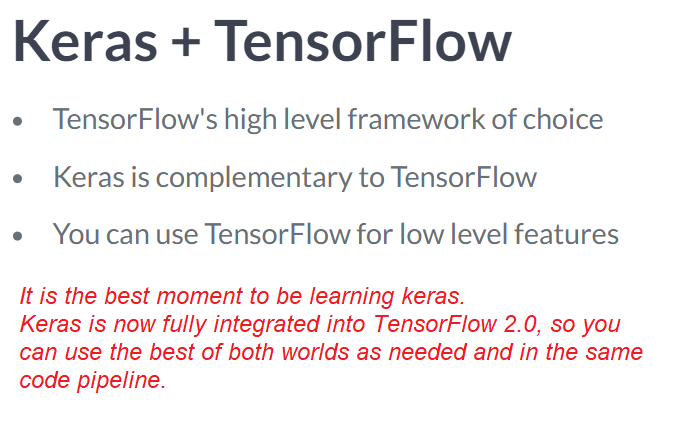 Keras + TensorFlow
• TensorFlow's high level framework of choice
• Keras is complementary to TensorFlow
• You can use TensorFlow for low level features
It is the best moment to be learning keras.
Keras is now fully integrated into TensorFlow 2.0, so you
can use the best of both worlds as needed and in the same
code pipeline.